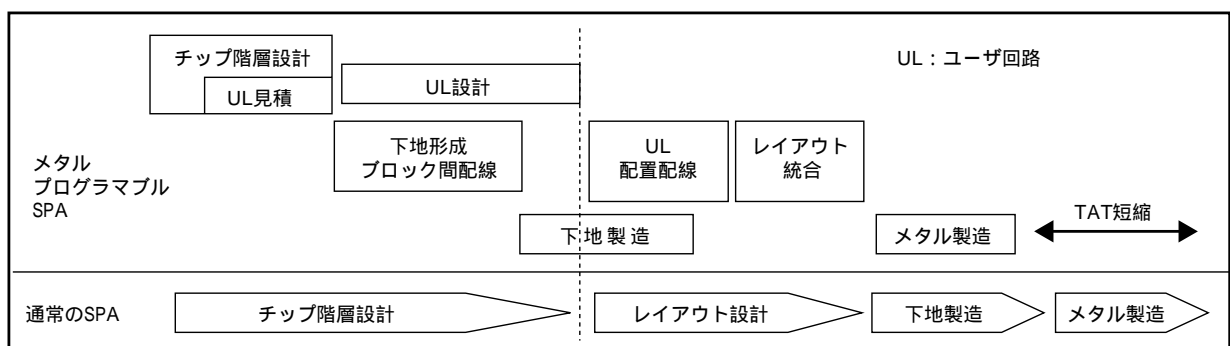 チップ階層設計
UL見積
UL設計
UL：ユーザ回路
メタル
プログラマブル
SPA
下地形成
ブロック間配線
UL
配置配線
レイアウト
統合
下地製造
メタル製造
TAT短縮
通常のSPA
チップ階層設計
レイアウト設計
下地製造
メタル製造